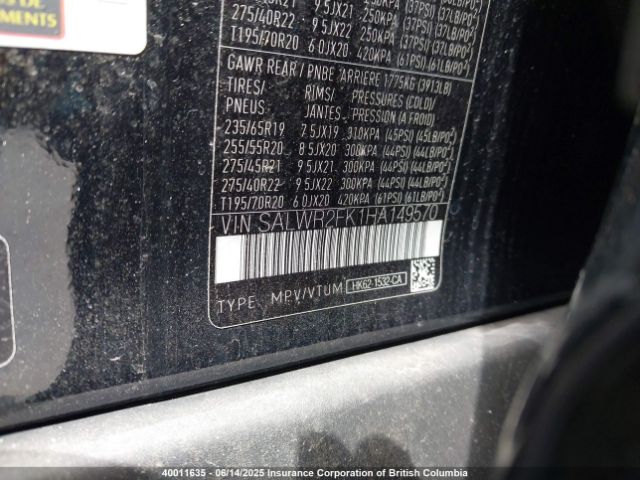 S DE
MENTS
275/40R22 9 5JX22 250KPA (37PSI) (37LB/PO²)
T195/70R20 6 0JX20 420KPA (61PSI) (61LB/PO²)
GAWR REAR / PNBE ARRIERE 1775KG (3913LB)
TIRES/ RIMS/ PRESSURES (COLD)/
PNEUS JANTES PRESSION (A FROID)
235/65R19 7 5JX19 310KPA (45PSI) (45LB/PO²)
255/55R20 8 5JX20 300KPA (44PSI) (44LB/PO²)
275/45R21 9 5JX21 300KPA (44PSI) (44LB/PO²)
275/40R22 9 5JX22 300KPA (44PSI) (44LB/PO²)
T195/70R20 6 0JX20 420KPA (61PSI) (61LB/PO²)
VIN SALWR2FK1HA149570
TYPE: MPV/VTUM HK62-1532-CA
40011635 - 06/14/2025 Insurance Corporation of British Columbia